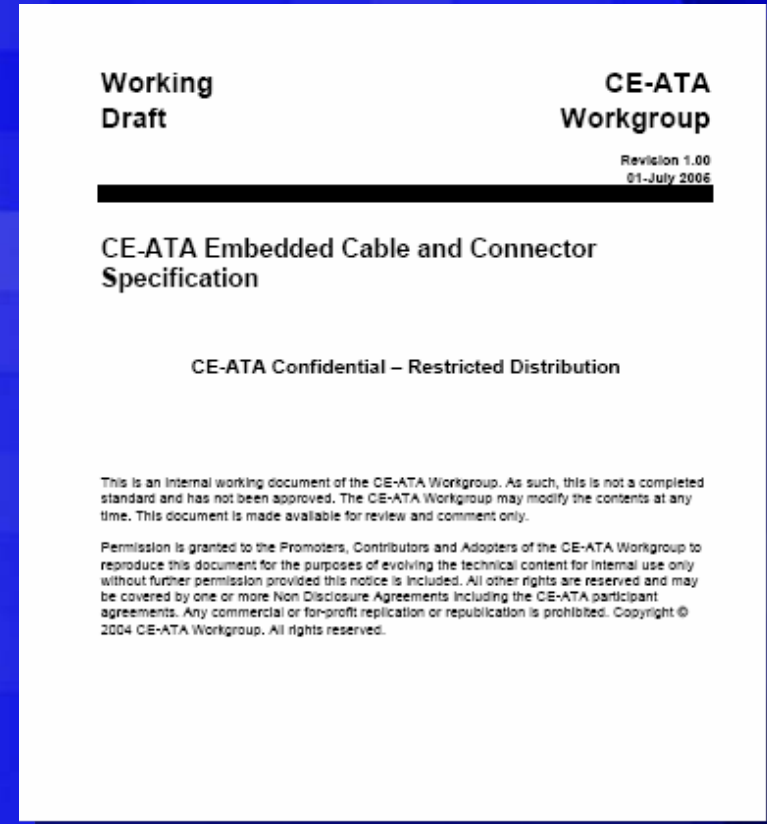 Working CE-ATA
Draft Workgroup
Revision 1.00
01-July 2006
CE-ATA Embedded Cable and Connector
Specification
CE-ATA Confidential – Restricted Distribution
This is an internal working document of the CE-ATA Workgroup. As such, this is not a completed
standard and has not been approved. The CE-ATA Workgroup may modify the contents at any
time. This document is made available for review and comment only.
Permission is granted to the Promoters, Contributors and Adopters of the CE-ATA Workgroup to
reproduce this document for the purposes of evolving the technical content for internal use only
without further permission provided this notice is included. All other rights are reserved and may
be covered by one or more Non Disclosure Agreements including the CE-ATA participant
agreements. Any commercial or for-profit replication or republication is prohibited. Copyright ©
2004 CE-ATA Workgroup. All rights reserved.